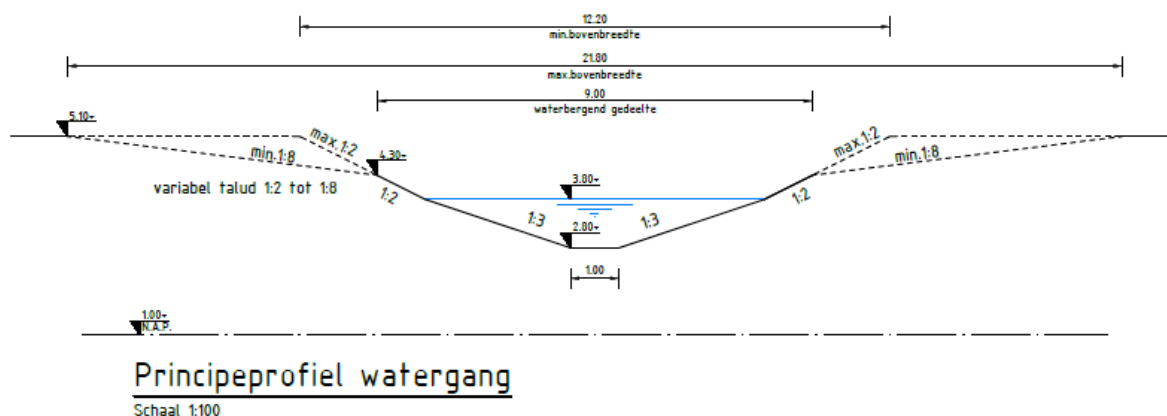 12.20
min.bovenbreedte
21.80
max.bovenbreedte
9.00
waterbergend gedeelte
5.10+
max.1:2
max.1:2
min.1:8
4.30+
min.1:8
variabel talud 1:2 tot 1:8
1:2
3.80+
1:2
1:3
1:3
2.80+
1.00
1.00+
N.A.P.
Principeprofiel watergang
Schaal 1:100